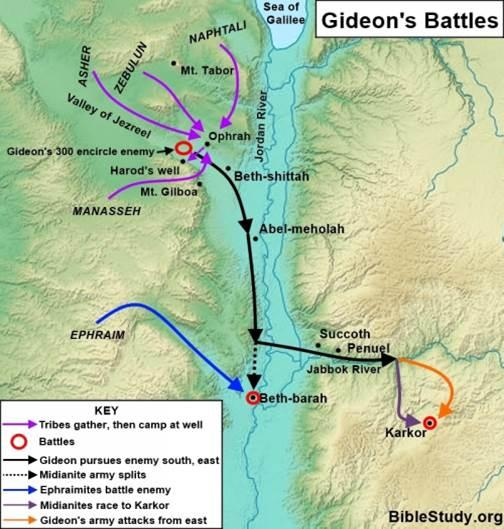 Sea of
Galilee
Gideon's Battles
NAPHTALI
ASHER
ZEBULUN
Mt. Tabor
Valley of Jezreel
Jordan River
Ophrah
Gideon's 300 encircle enemy
Harod's well
Beth-shittah
Mt. Gilboa
MANASSEH
Abel-meholah
EPHRAIM
Succoth
Penuel
Jabbok River
Beth-barah
Karkor
KEY
Tribes gather, then camp at well
Battles
Gideon pursues enemy south, east
Midianite army splits
Ephraimites battle enemy
Midianites race to Karkor
Gideon's army attacks from east
BibleStudy.org